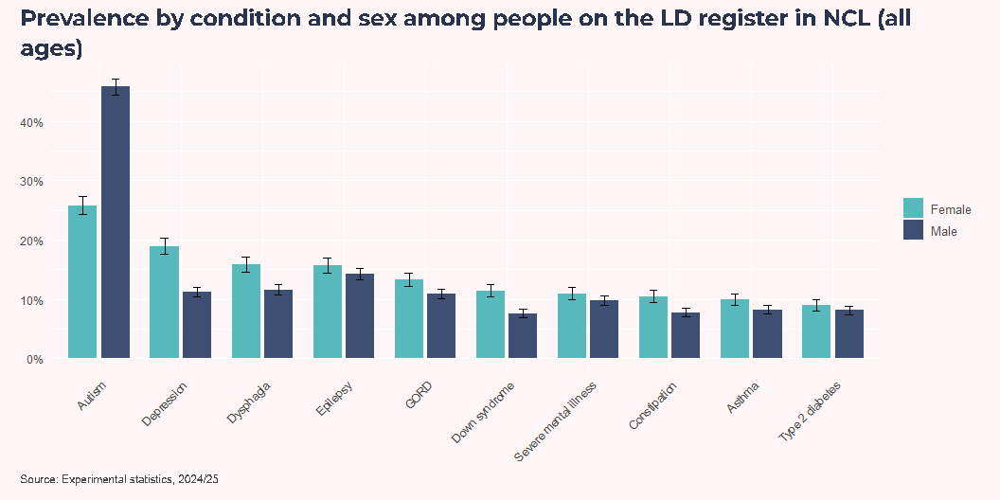 Prevalence by condition and sex among people on the LD register in NCL (all
ages)
40%
30%
20%
10%
0%
Female
Male
Autism
Depression
Dysphagia
Epilepsy
GORD
Down syndrome
Severe mental illness
Constipation
Asthma
Type 2 diabetes
Source: Experimental statistics, 2024/25